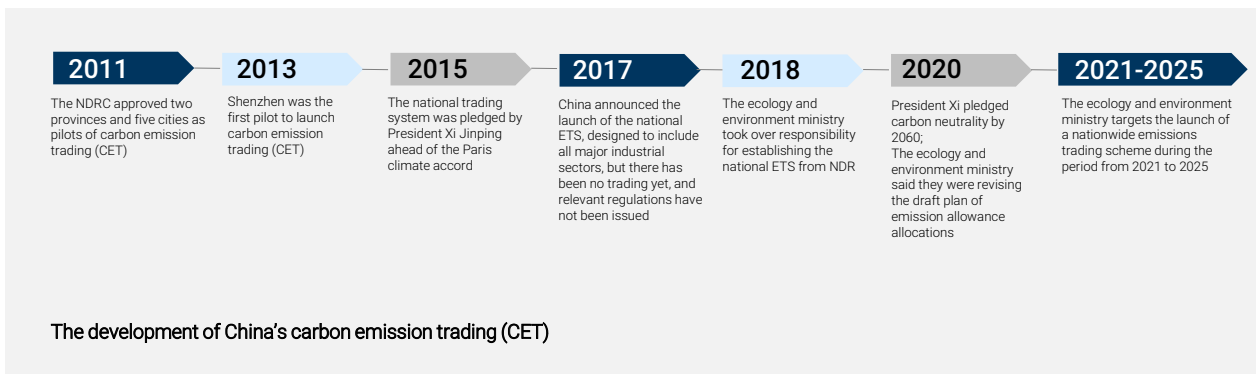 2011
The NDRC approved two
provinces and five cities as
pilots of carbon emission
trading (CET)
2013
Shenzhen was the
first pilot to launch
carbon emission
trading (CET)
2015
The national trading
system was pledged by
President Xi Jinping
ahead of the Paris
climate accord
2017
China announced the
launch of the national
ETS, designed to include
all major industrial
sectors, but there has
been no trading yet, and
relevant regulations have
not been issued
2018
The ecology and
environment ministry
took over responsibility
for establishing the
national ETS from NDR
2020
President Xi pledged
carbon neutrality by
2060;
The ecology and
environment ministry
said they were revising
the draft plan of
emission allowance
allocations
2021-2025
The ecology and environment
ministry targets the launch of
a nationwide emissions
trading scheme during the
period from 2021 to 2025
The development of China's carbon emission trading (CET)